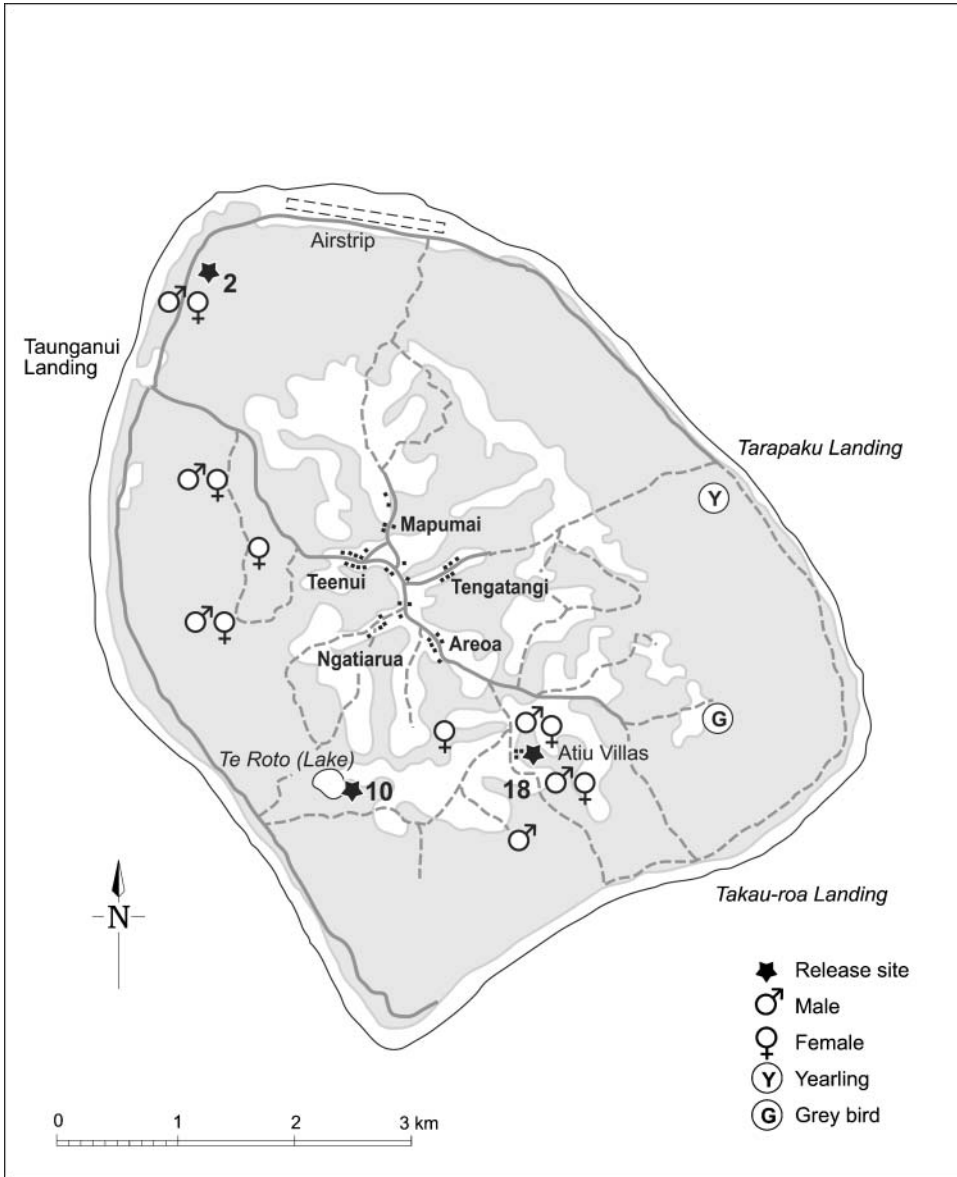 Airstrip
2
Taunganui
Landing
Tarapaku Landing
Y
Mapumai
Teenui
Tengatangi
Ngatiarua
Areoa
G
Te Roto (Lake)
Atiu Villas
10
18
Takau-roa Landing
N
Release site
Male
Female
Y Yearling
G Grey bird
0 1 2 3 km